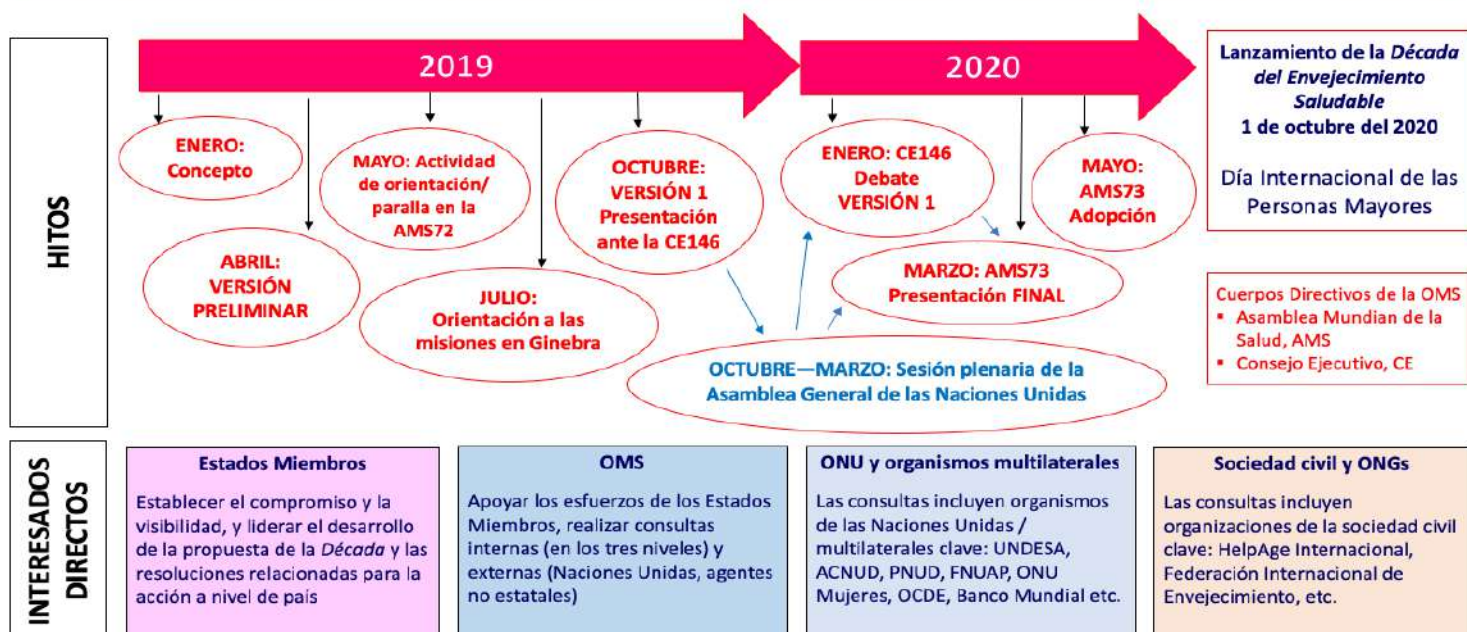 2019
2020
HITOS
ENERO:
Concepto
ABRIL:
VERSIÓN
PRELIMINAR
MAYO: Actividad
de orientación/
paralla en la
AMS72
JULIO:
Orientación a las
misiones en Ginebra
OCTUBRE:
VERSIÓN 1
Presentación
ante la CE146
ENERO: CE146
Debate
VERSIÓN 1
MARZO: AMS73
Presentación FINAL
MAYO:
AMS73
Adopción
OCTUBRE—MARZO: Sesión plenaria de la
Asamblea General de las Naciones Unidas
Lanzamiento de la Década
del Envejecimiento
Saludable
1 de octubre del 2020
Día Internacional de las
Personas Mayores
Cuerpos Directivos de la OMS
▪ Asamblea Mundian de la
Salud, AMS
▪ Consejo Ejecutivo, CE
INTERESADOS
DIRECTOS
Estados Miembros
Establecer el compromiso y la
visibilidad, y liderar el desarrollo
de la propuesta de la Década y las
resoluciones relacionadas para la
acción a nivel de país
OMS
Apoyar los esfuerzos de los Estados
Miembros, realizar consultas
internas (en los tres niveles) y
externas (Naciones Unidas, agentes
no estatales)
ONU y organismos multilaterales
Las consultas incluyen organismos
de las Naciones Unidas /
multilaterales clave: UNDESA,
ACNUD, PNUD, FNUAP, ONU
Mujeres, OCDE, Banco Mundial etc.
Sociedad civil y ONGs
Las consultas incluyen
organizaciones de la sociedad civil
clave: HelpAge Internacional,
Federación Internacional de
Envejecimiento, etc.